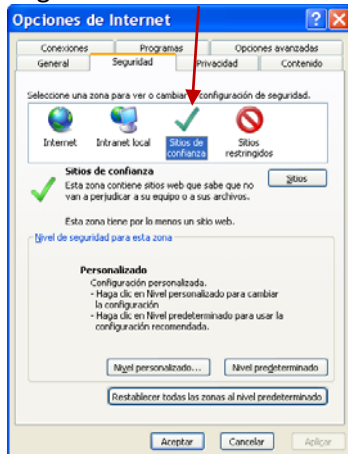 Opciones de Internet
Conexiones Programas Opciones avanzadas
General Seguridad Privacidad Contenido
Seleccione una zona para ver o cambiar configuración de seguridad.
Internet Intranet local Sitios de confianza Sitios restringidos
Sitios de confianza
Esta zona contiene sitios web que sabe que no
van a perjudicar a su equipo o a sus archivos.
Sitios
Esta zona tiene por lo menos un sitio web.
Nivel de seguridad para esta zona
Personalizado
Configuración personalizada.
- Haga clic en Nivel personalizado para cambiar
la configuración
- Haga clic en Nivel predeterminado para usar la
configuración recomendada.
Nivel personalizado... Nivel predeterminado
Restablecer todas las zonas al nivel predeterminado
Aceptar Cancelar Aplicar